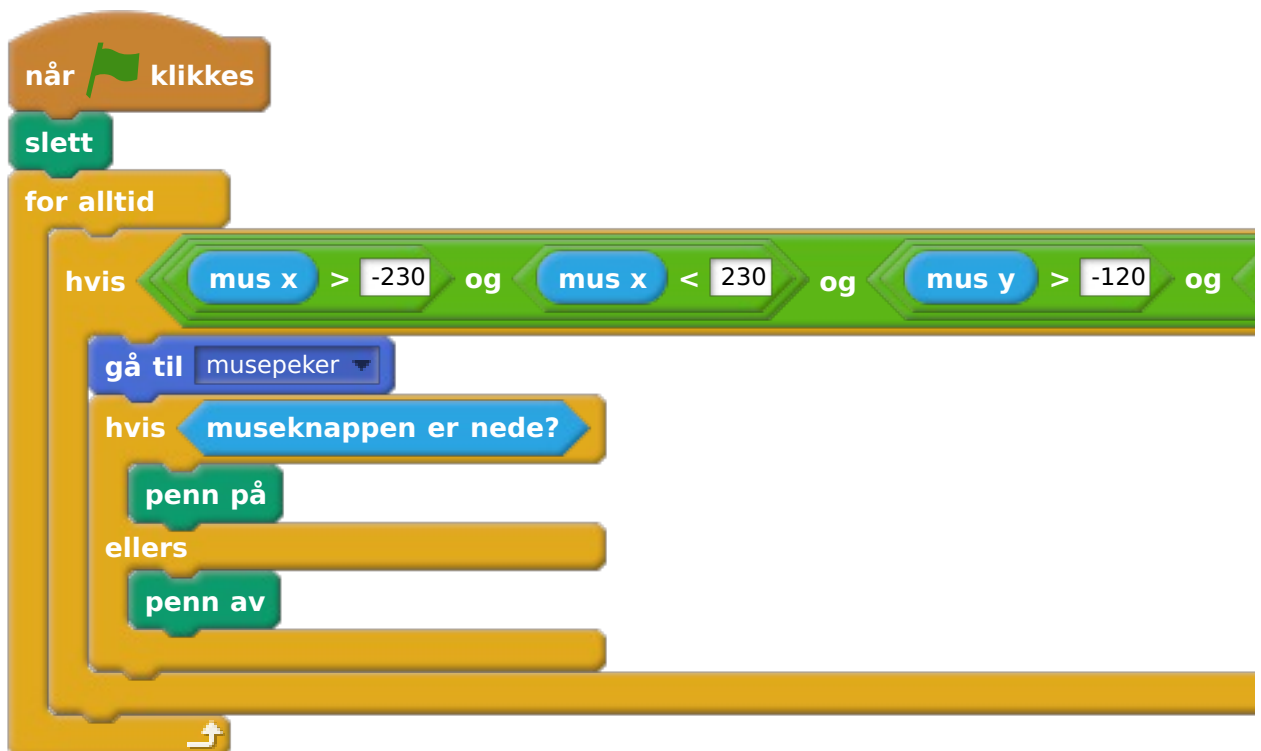 når klikkes
slett
for alltid
hvis mus x > -230 og mus x < 230 og mus y > -120 og
gå til musepeker
hvis museknappen er nede?
penn på
ellers
penn av